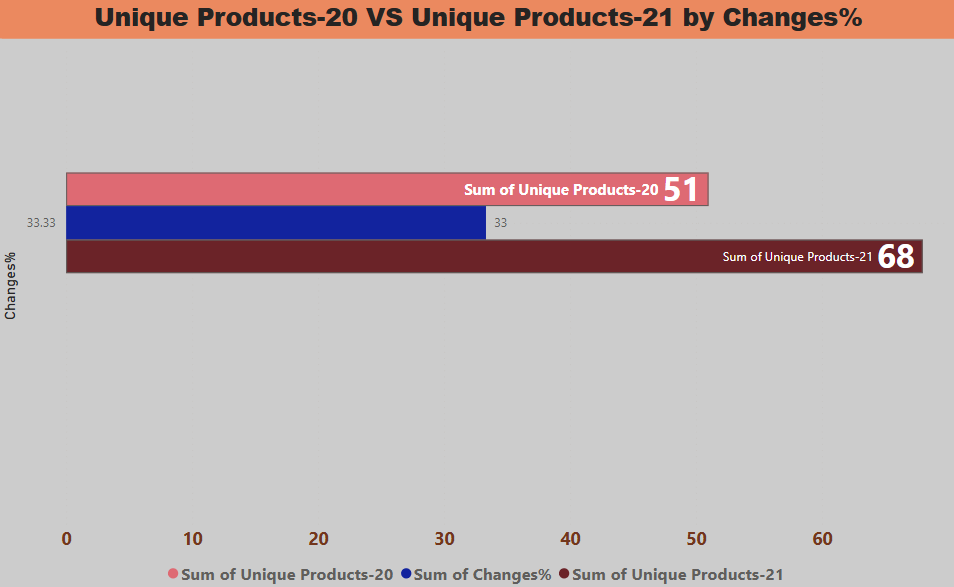 Unique Products-20 VS Unique Products-21 by Changes%
Sum of Unique Products-20 51
33.33
33
Sum of Unique Products-21 68
Changes%
0 10 20 30 40 50 60
Sum of Unique Products-20 Sum of Changes% Sum of Unique Products-21